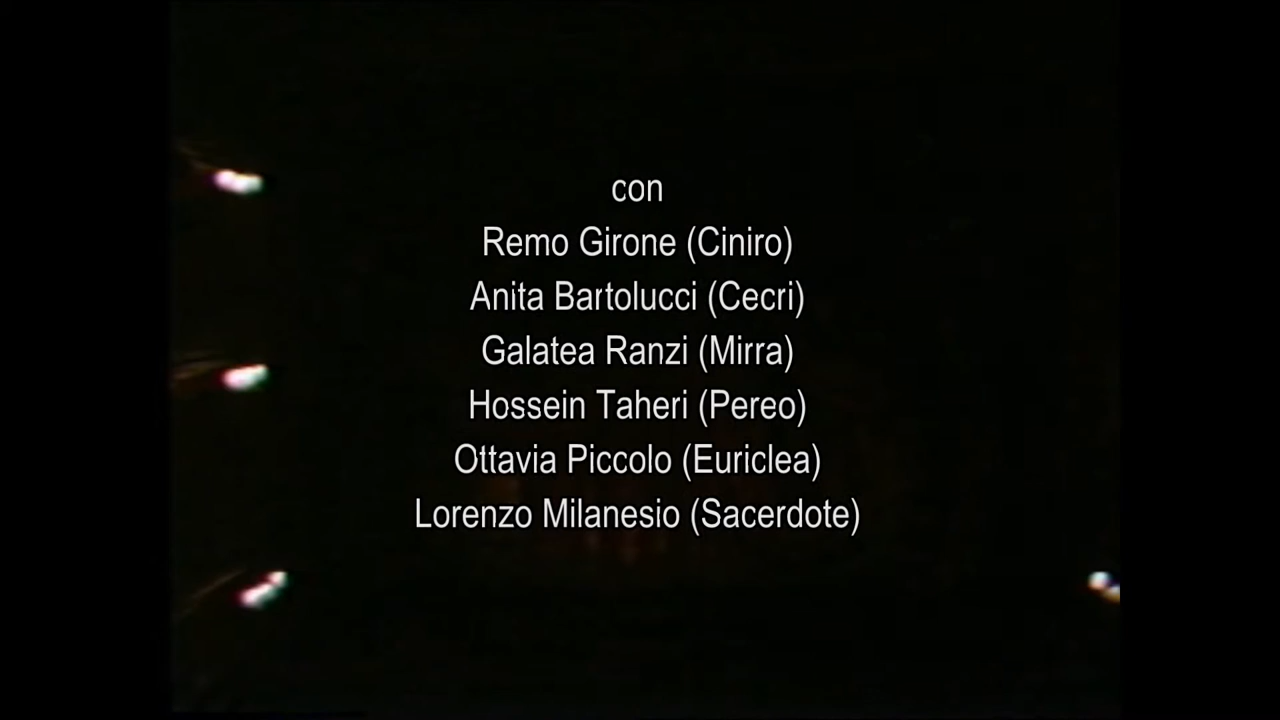 con
Remo Girone (Ciniro)
Anita Bartolucci (Cecri)
Galatea Ranzi (Mirra)
Hossein Taheri (Pereo)
Ottavia Piccolo (Euriclea)
Lorenzo Milanesio (Sacerdote)